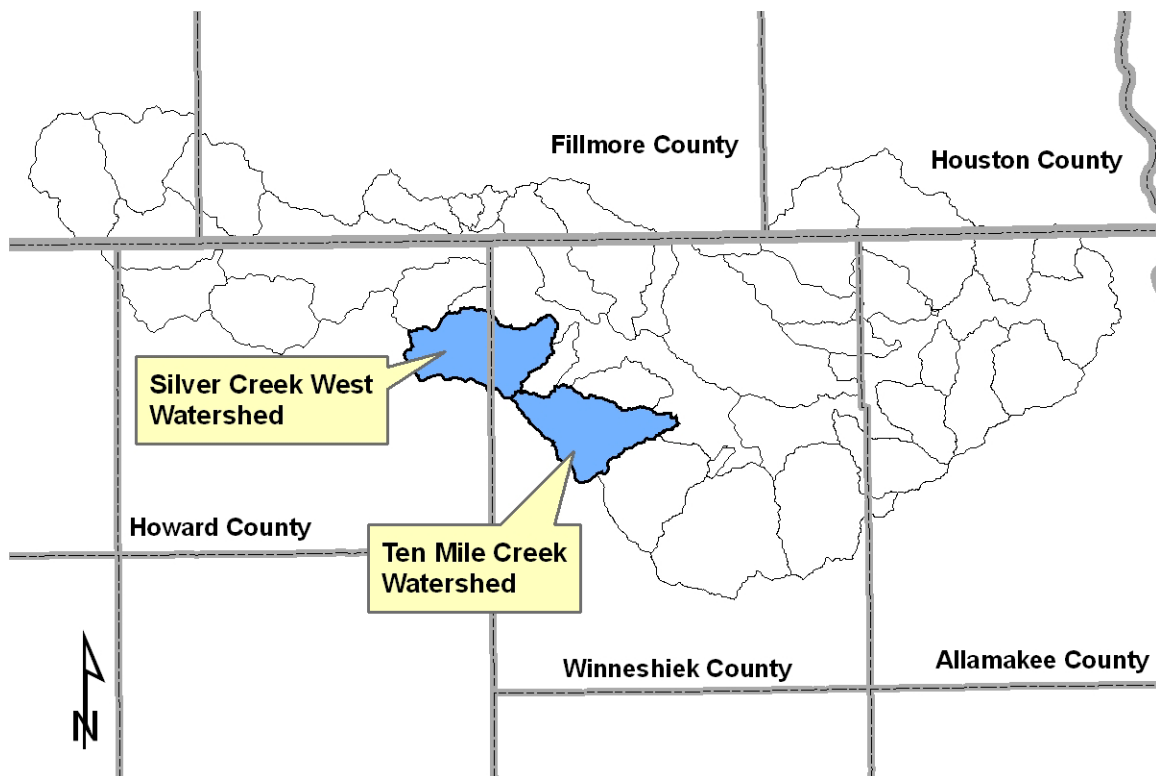 Fillmore County
Houston County
Silver Creek West
Watershed
Howard County
Ten Mile Creek
Watershed
Winneshiek County
Allamakee County
N